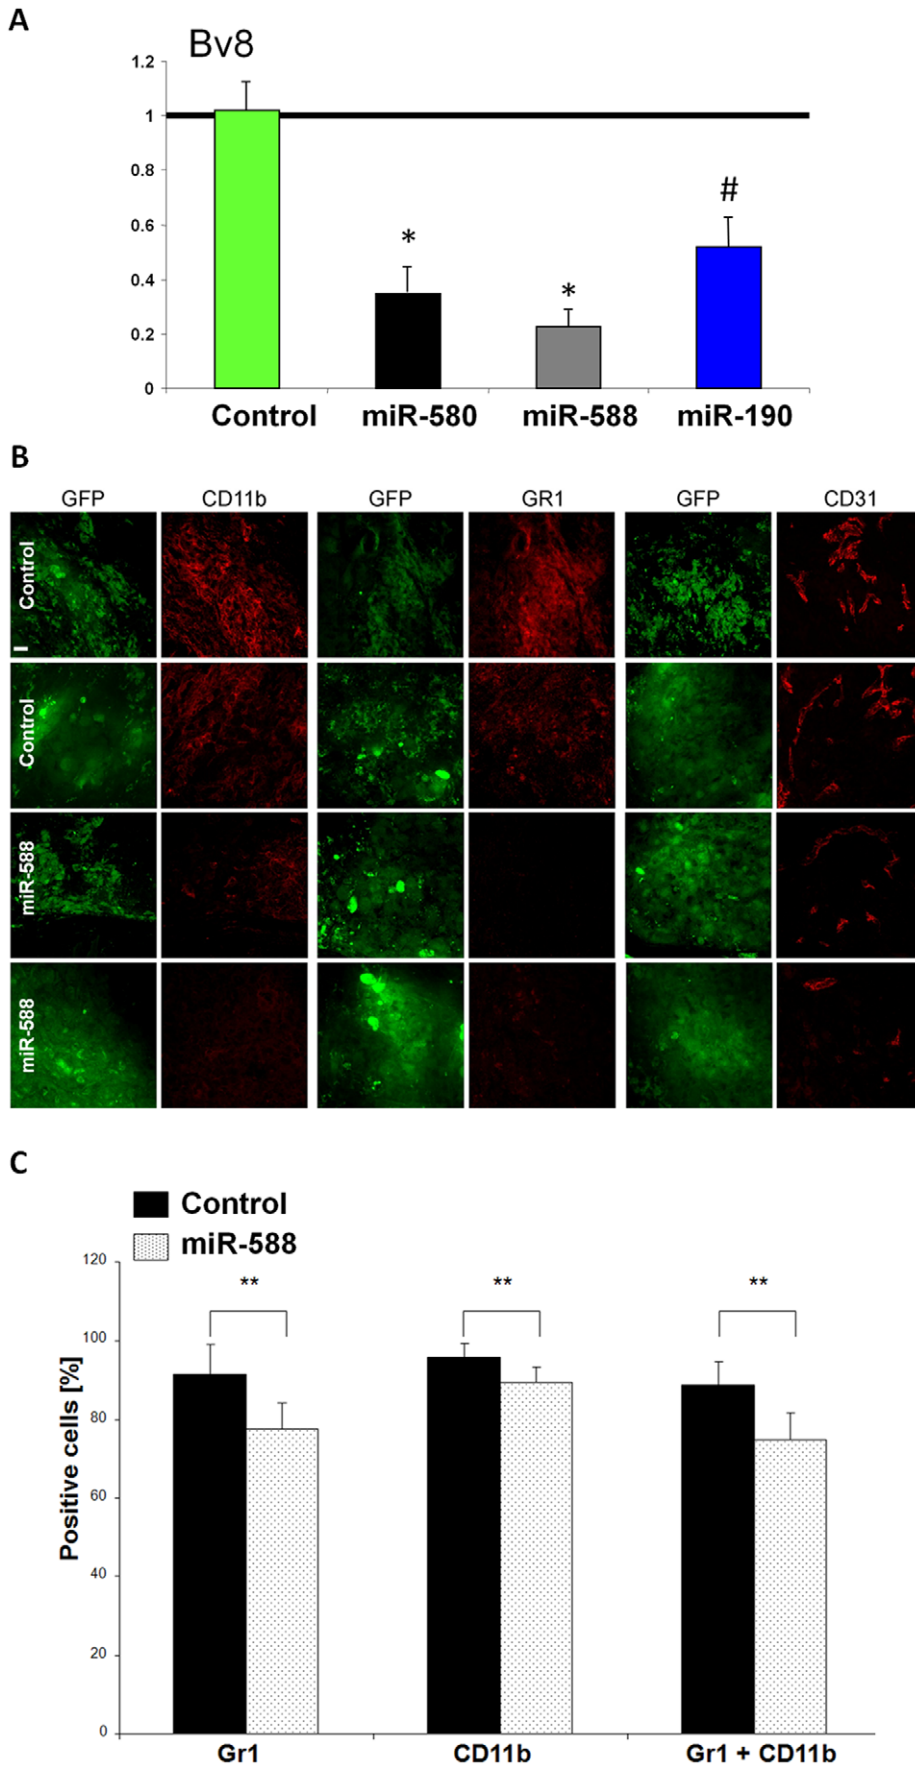 A
Bv8
1.2
1
0.8
0.6
0.4
0.2
0
*
*
#
Control miR-580 miR-588 miR-190
B
GFP CD11b GFP GR1 GFP CD31
Control
Control
miR-588
miR-588
C
Control
miR-588
120
100
80
60
40
20
0
Positive cells [%]
** ** **
Gr1 CD11b Gr1 + CD11b